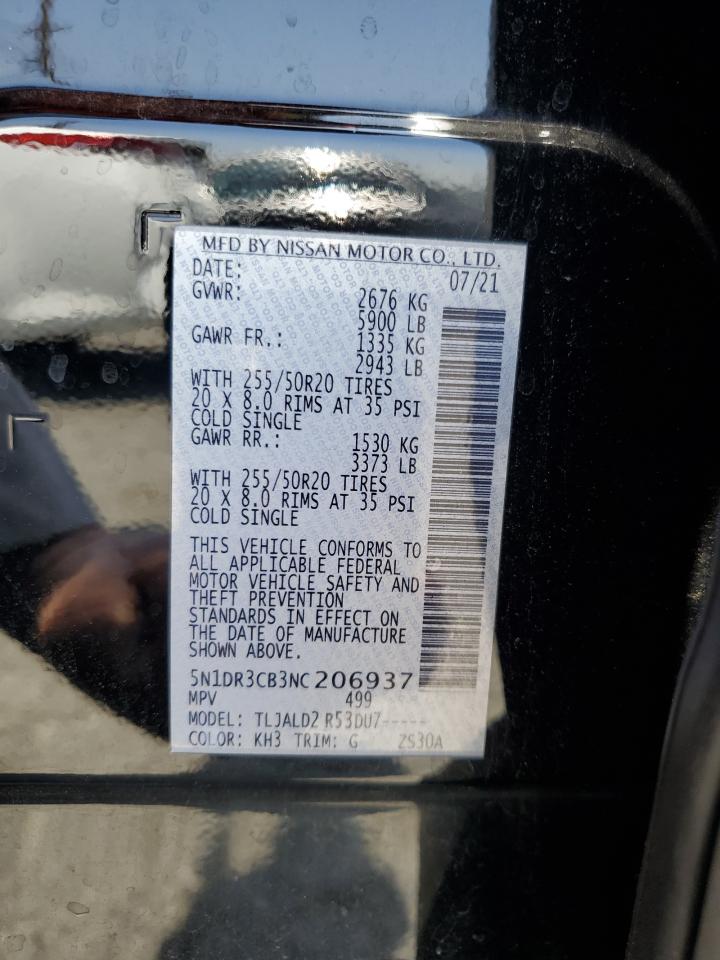 MFD BY NISSAN MOTOR CO., LTD.
DATE: 07/21
GVWR: 2676 KG
5900 LB
GAWR FR.: 1335 KG
2943 LB
WITH 255/50R20 TIRES
20 X 8.0 RIMS AT 35 PSI
COLD SINGLE
GAWR RR.: 1530 KG
3373 LB
WITH 255/50R20 TIRES
20 X 8.0 RIMS AT 35 PSI
COLD SINGLE
THIS VEHICLE CONFORMS TO
ALL APPLICABLE FEDERAL
MOTOR VEHICLE SAFETY AND
THEFT PREVENTION
STANDARDS IN EFFECT ON
THE DATE OF MANUFACTURE
SHOWN ABOVE.
5N1DR3CB3NC206937
MPV 499
MODEL: TLJALD2 R53DU7-----
COLOR: KH3 TRIM: G ZS30A